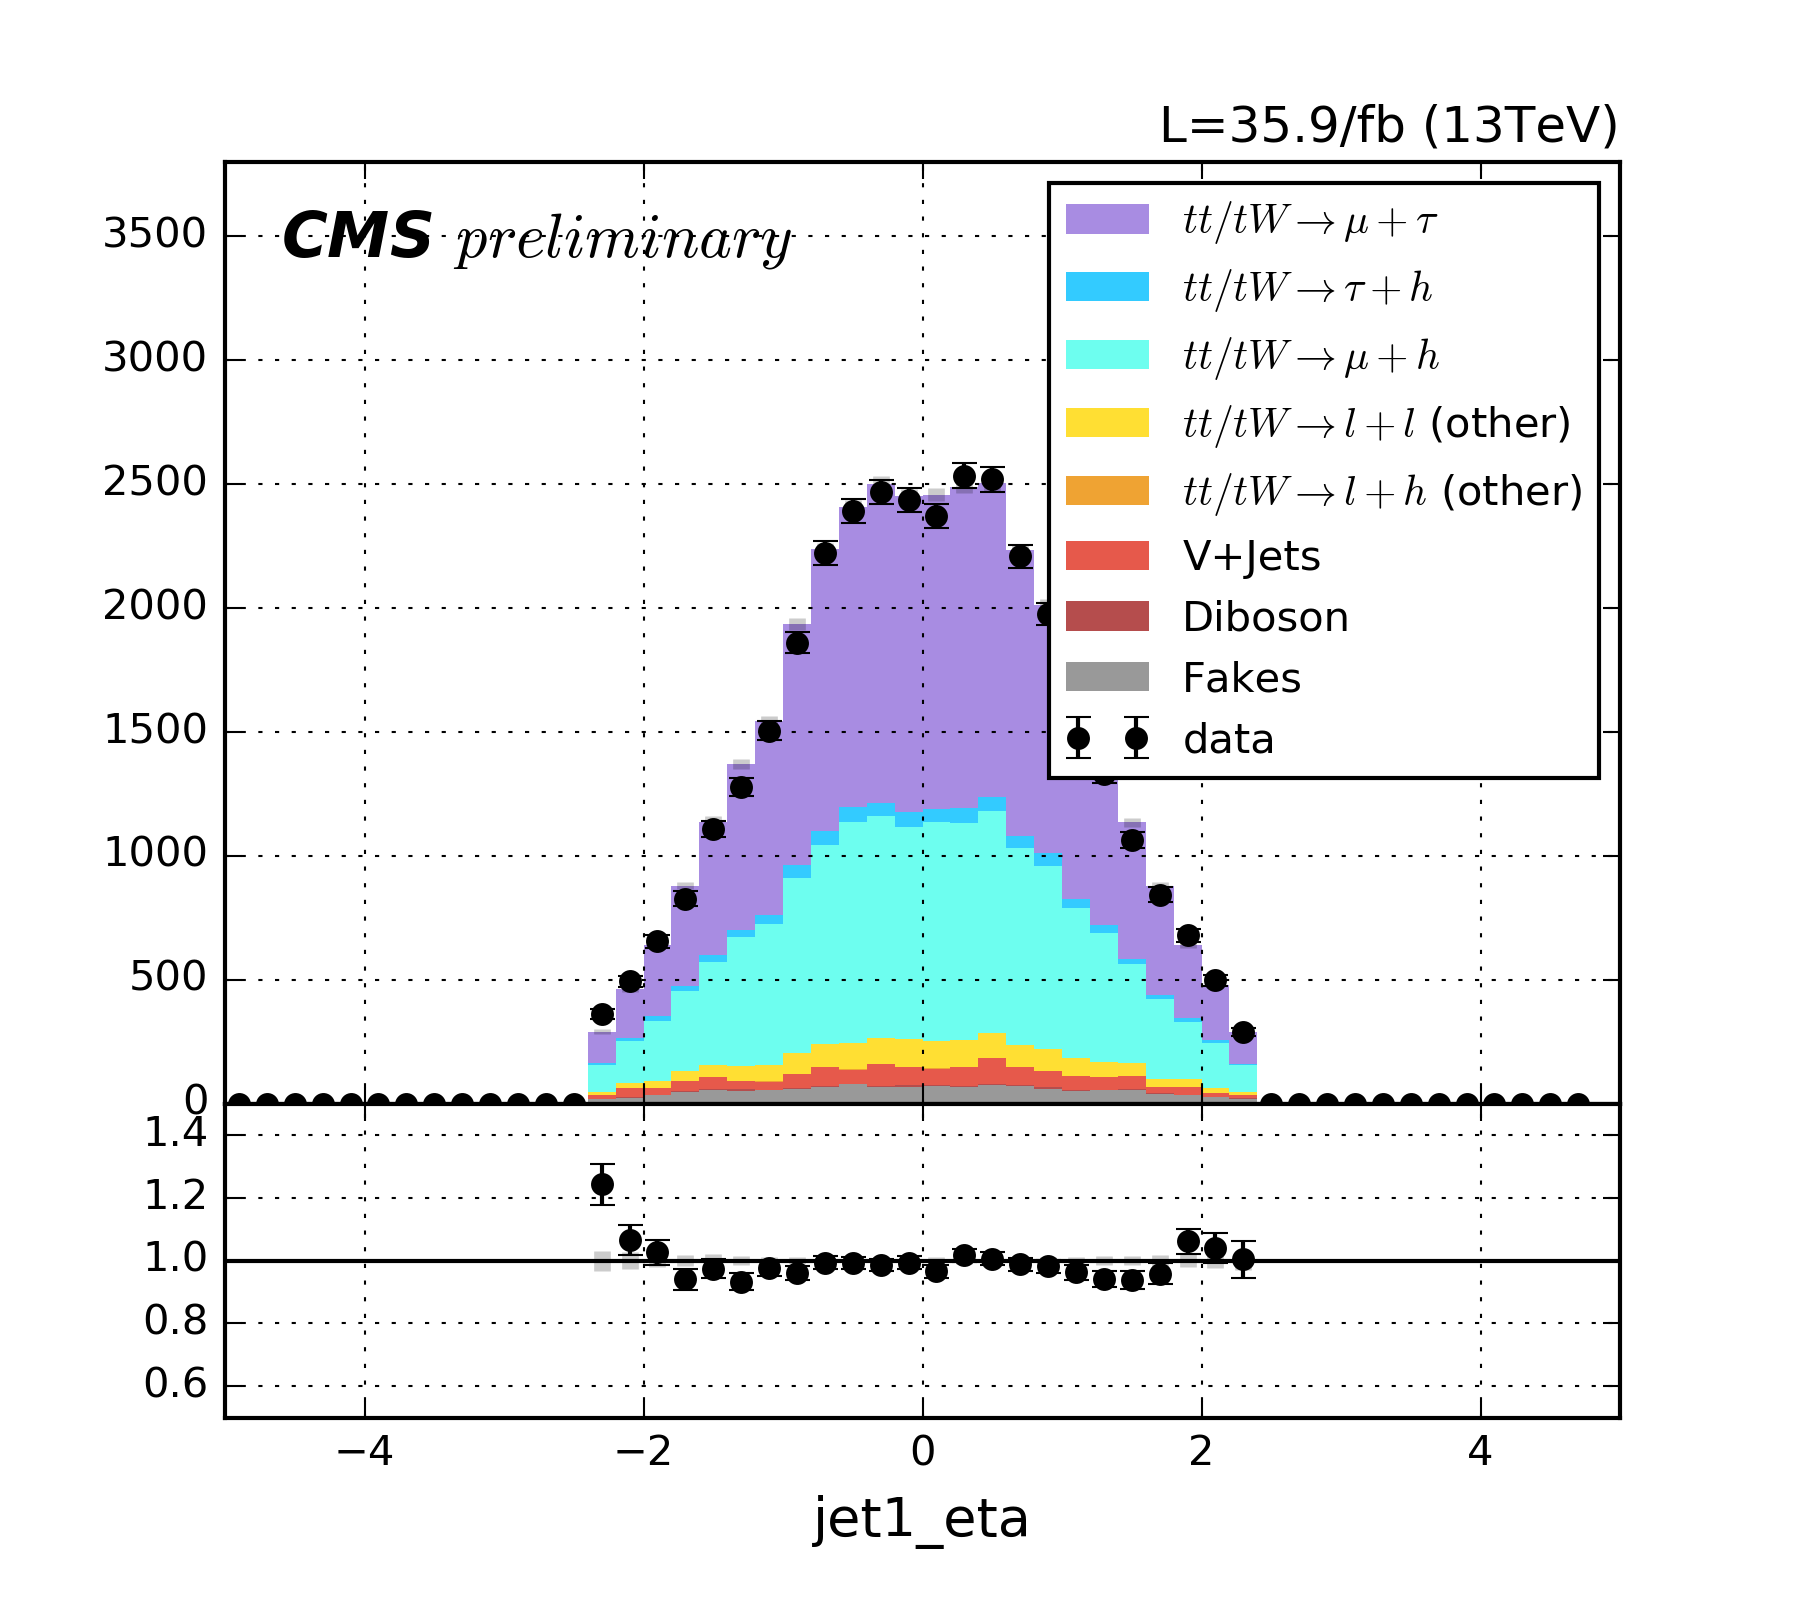 L=35.9/fb (13TeV)
CMS preliminary
3500
3000
2500
2000
1500
1000
500
0
tt/tW→μ+τ
tt/tW→τ+h
tt/tW→μ+h
tt/tW→l+l (other)
tt/tW→l+h (other)
V+Jets
Diboson
Fakes
data
1.4
1.2
1.0
0.8
0.6
−4 −2 0 2 4
jet1_eta